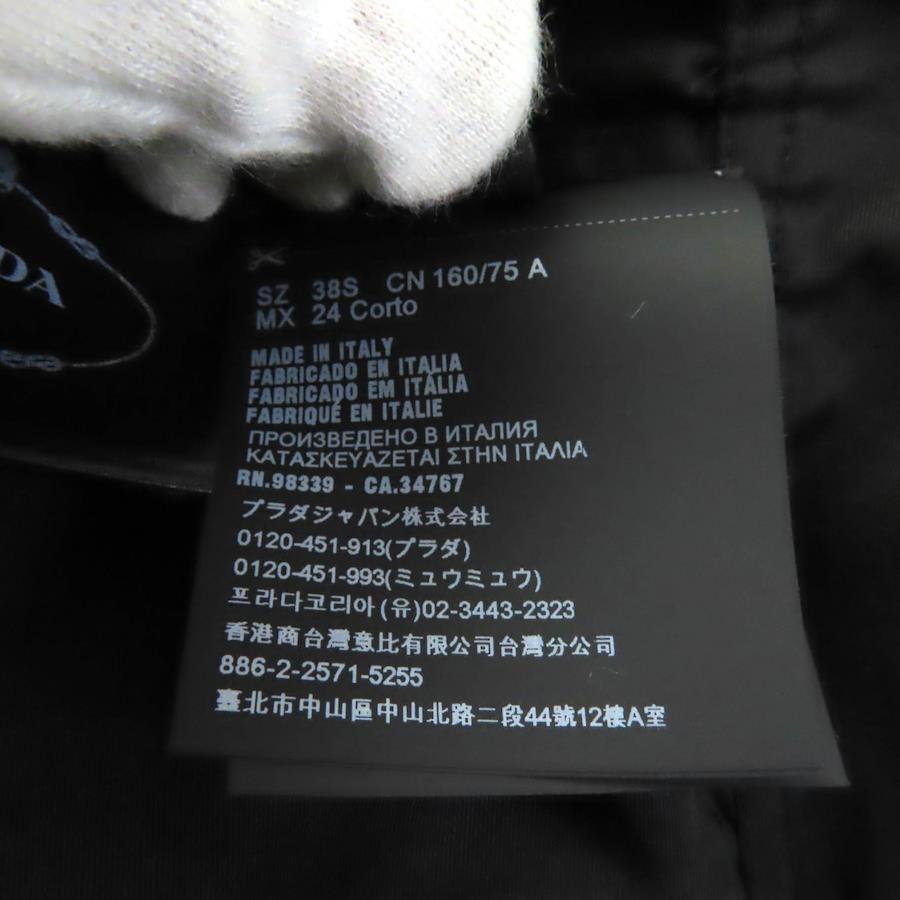 DA
SZ 38S CN 160/75 A
MX 24 Corto
MADE IN ITALY
FABRICADO EN ITALIA
FABRICADO EM ITÁLIA
FABRIQUÉ EN ITALIE
ПРОИЗВЕДЕНО В ИТАЛИЯ
ΚΑΤΑΣΚΕΥΑΖΕΤΑΙ ΣΤΗΝ ΙΤΑΛΙΑ
RN.98339 - CA.34767
プラダジャパン株式会社
0120-451-913(プラダ)
0120-451-993(ミュウミュウ)
프라다코리아(유)02-3443-2323
香港商台灣意比有限公司台灣分公司
886-2-2571-5255
臺北市中山區中山北路二段44號12樓A室